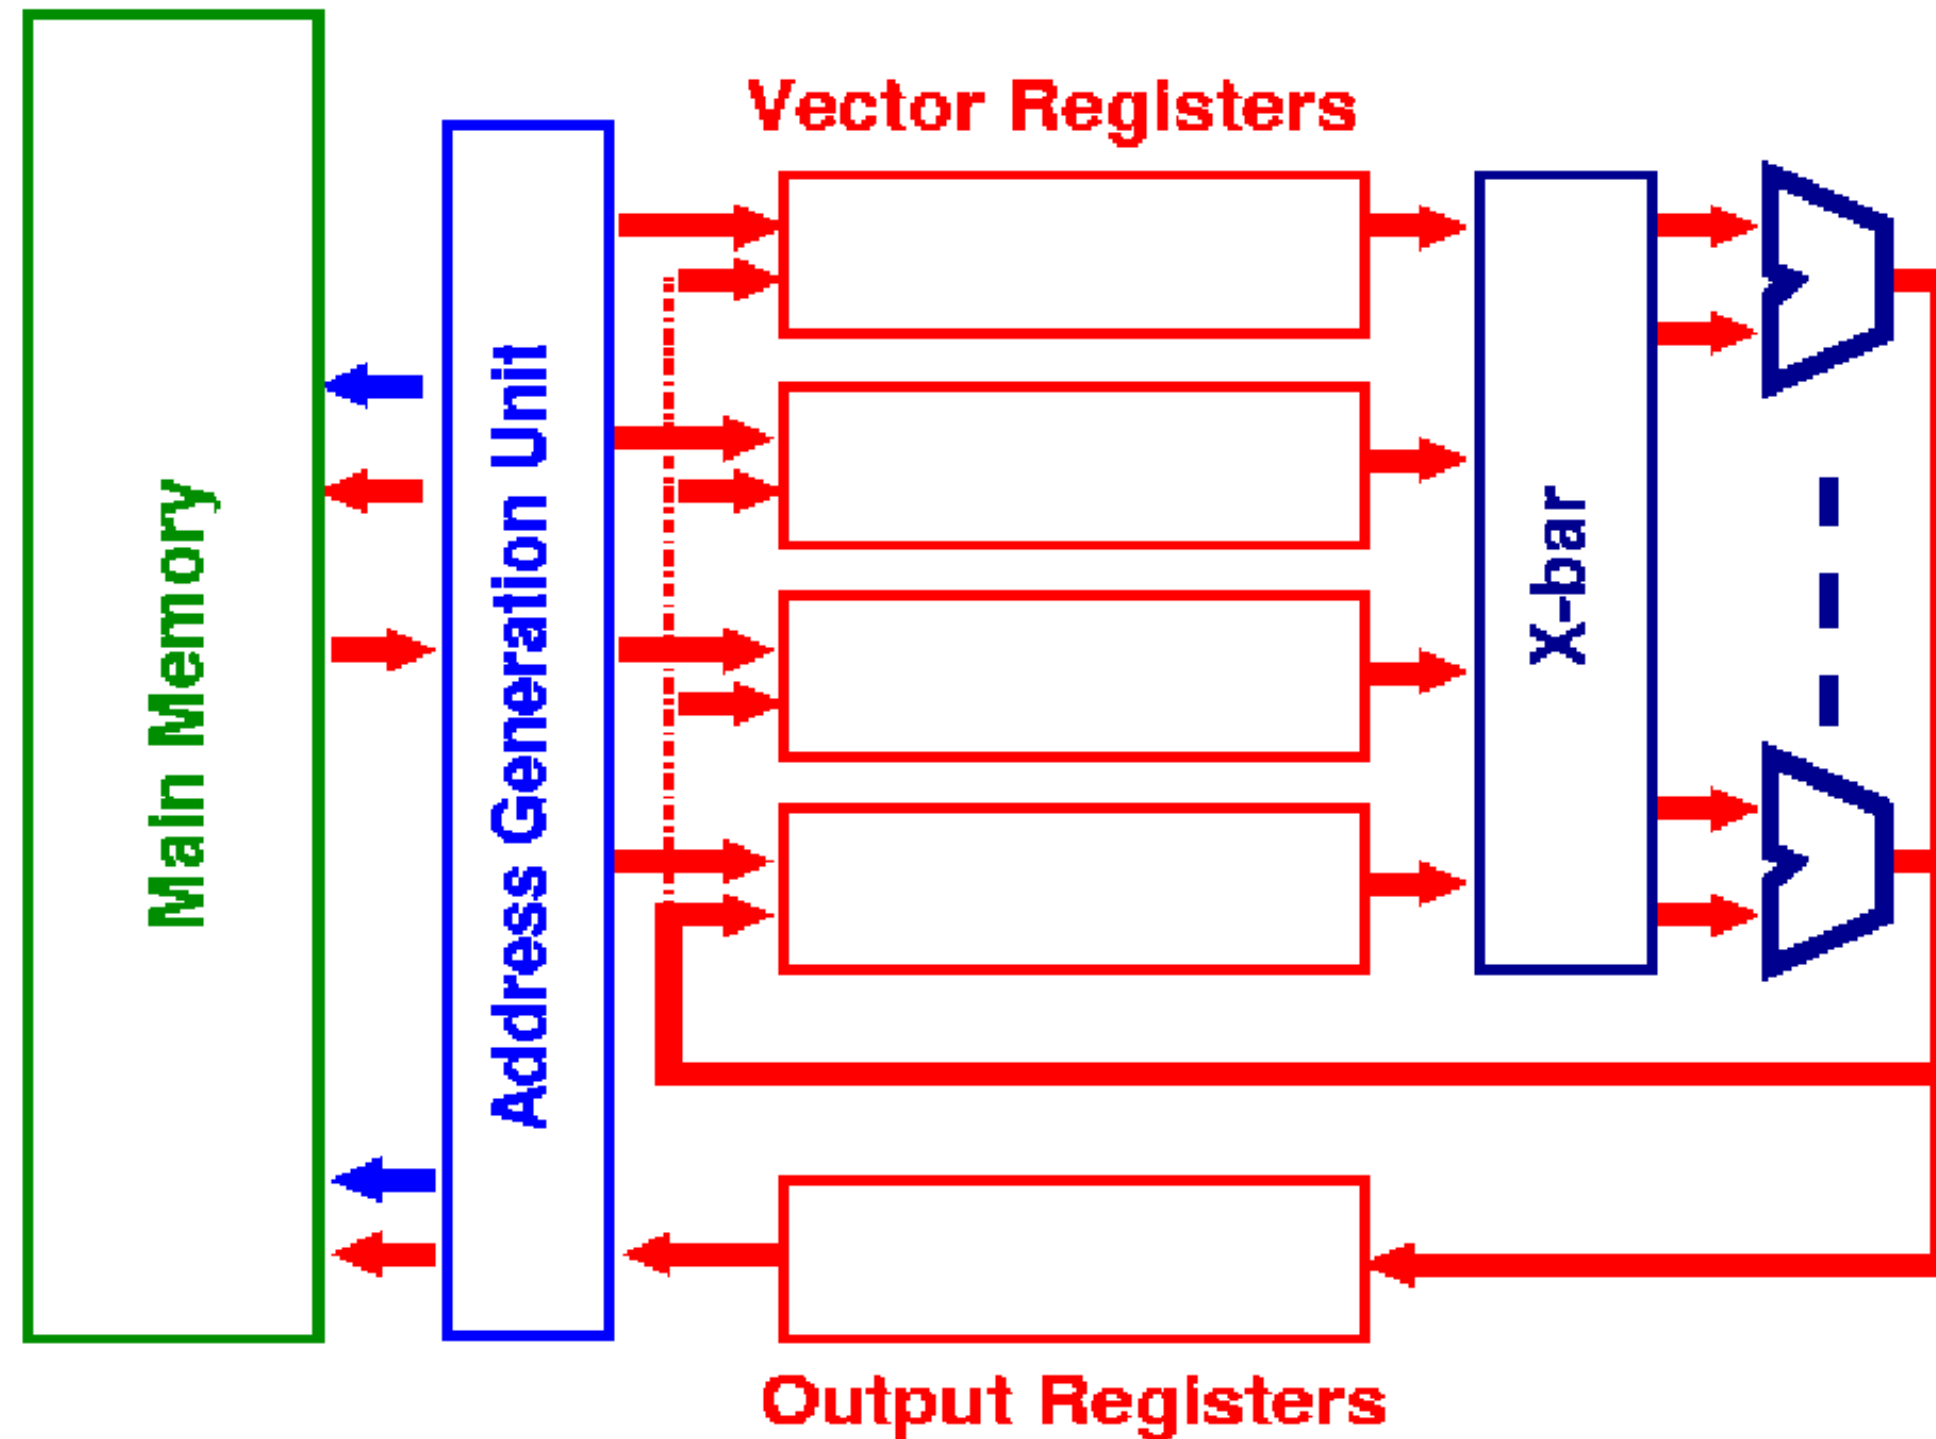 Vector Registers
Main Memory
Address Generation Unit
X-bar
Output Registers